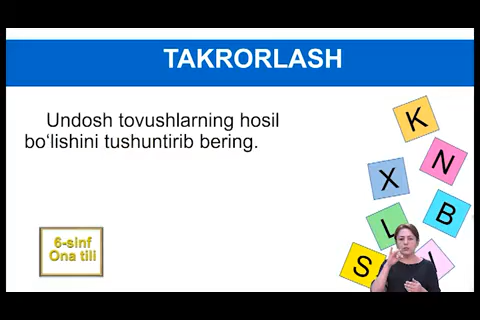 TAKRORLASH
Undosh tovushlarning hosil
bo‘lishini tushuntirib bering.
K
N
X
B
L
S
6-sinf
Ona tili